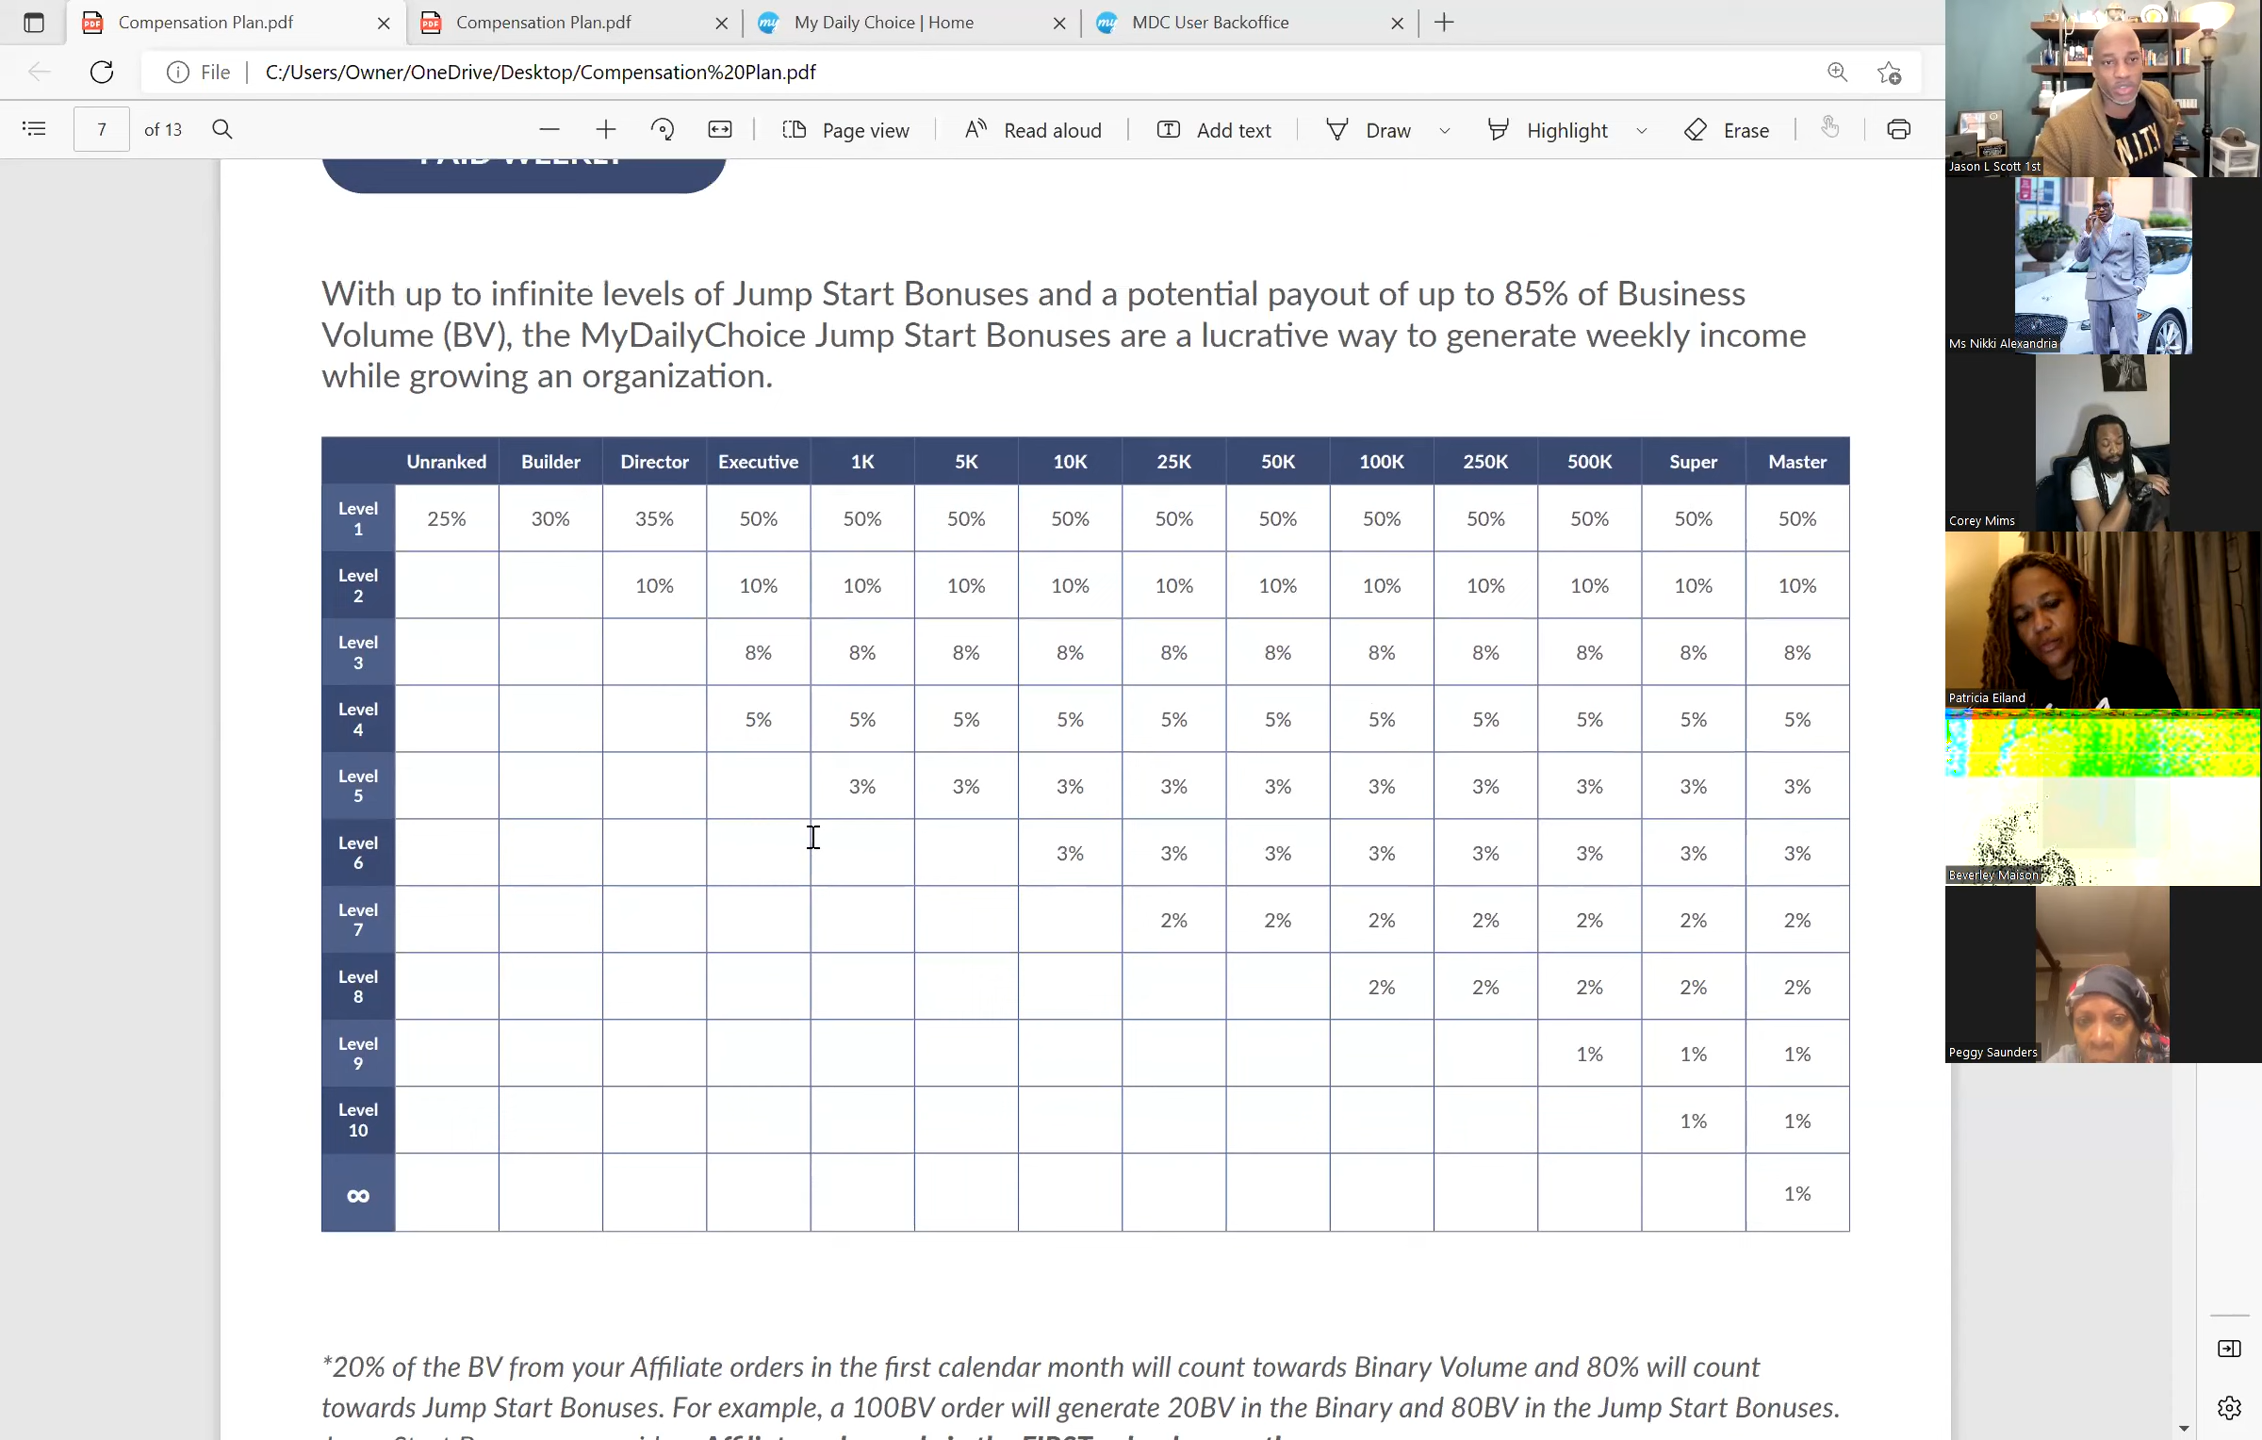 Compensation Plan.pdf
Compensation Plan.pdf
My Daily Choice | Home
MDC User Backoffice
File
C:/Users/Owner/OneDrive/Desktop/Compensation%20Plan.pdf
7 of 13
Page view
Read aloud
Add text
Draw
Highlight
Erase
PAID WEEKLY
With up to infinite levels of Jump Start Bonuses and a potential payout of up to 85% of Business
Volume (BV), the MyDailyChoice Jump Start Bonuses are a lucrative way to generate weekly income
while growing an organization.
Unranked Builder Director Executive 1K 5K 10K 25K 50K 100K 250K 500K Super Master
Level 1 25% 30% 35% 50% 50% 50% 50% 50% 50% 50% 50% 50% 50% 50%
Level 2 10% 10% 10% 10% 10% 10% 10% 10% 10% 10% 10% 10%
Level 3 8% 8% 8% 8% 8% 8% 8% 8% 8% 8% 8%
Level 4 5% 5% 5% 5% 5% 5% 5% 5% 5% 5% 5%
Level 5 3% 3% 3% 3% 3% 3% 3% 3% 3% 3%
Level 6 3% 3% 3% 3% 3% 3% 3% 3%
Level 7 2% 2% 2% 2% 2% 2% 2%
Level 8 2% 2% 2% 2% 2%
Level 9 1% 1% 1%
Level 10 1% 1%
∞ 1%
*20% of the BV from your Affiliate orders in the first calendar month will count towards Binary Volume and 80% will count
towards Jump Start Bonuses. For example, a 100BV order will generate 20BV in the Binary and 80BV in the Jump Start Bonuses.
Jason L Scott 1st
N.I.T.Y
Ms Nikki Alexandria
Corey Mims
Patricia Eiland
Beverley Maison
Peggy Saunders